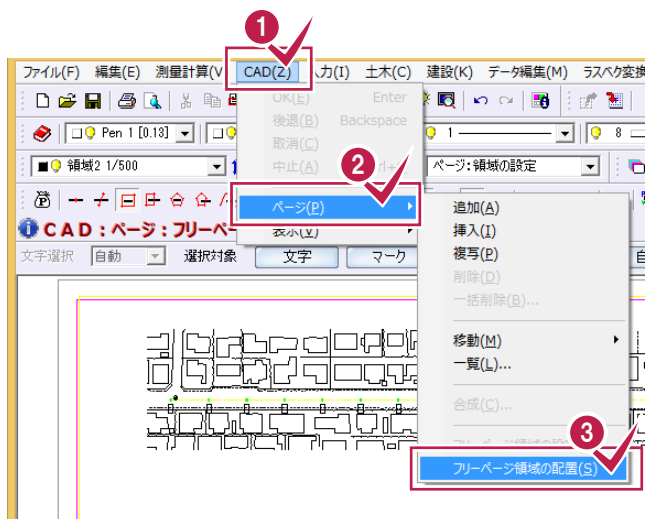 1
ファイル(F) 編集(E) 測量計算(V CAD(Z) 入力(I) 土木(C) 建設(K) データ編集(M) ラスベク変換
OK(E) Enter
後退(B) Backspace
取消(C)
中止(A)
2
Pen 1 [0.13]
1
8
領域2 1/500
ページ:領域の設定
ページ(P)
表示(V)
CAD:ページ:フリーペー
文字選択 自動 選択対象 文字 マーク
追加(A)
挿入(I)
複写(P)
削除(D)
一括削除(B)...
移動(M)
一覧(L)...
合成(C)...
3
フリーページ領域の配置(S)